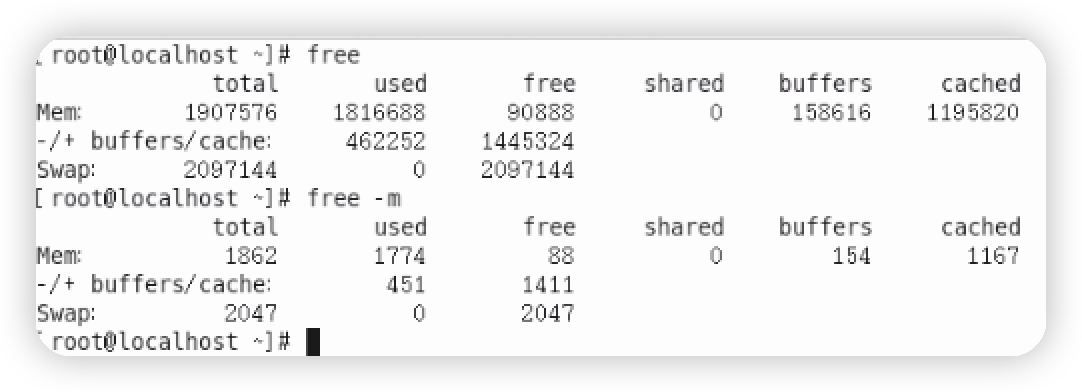 [root@localhost ~]# free
total used free shared buffers cached
Mem: 1907576 1816688 90888 0 158616 1195820
-/+ buffers/cache: 462252 1445324
Swap: 2097144 0 2097144
[root@localhost ~]# free -m
total used free shared buffers cached
Mem: 1862 1774 88 0 154 1167
-/+ buffers/cache: 451 1411
Swap: 2047 0 2047
[root@localhost ~]#